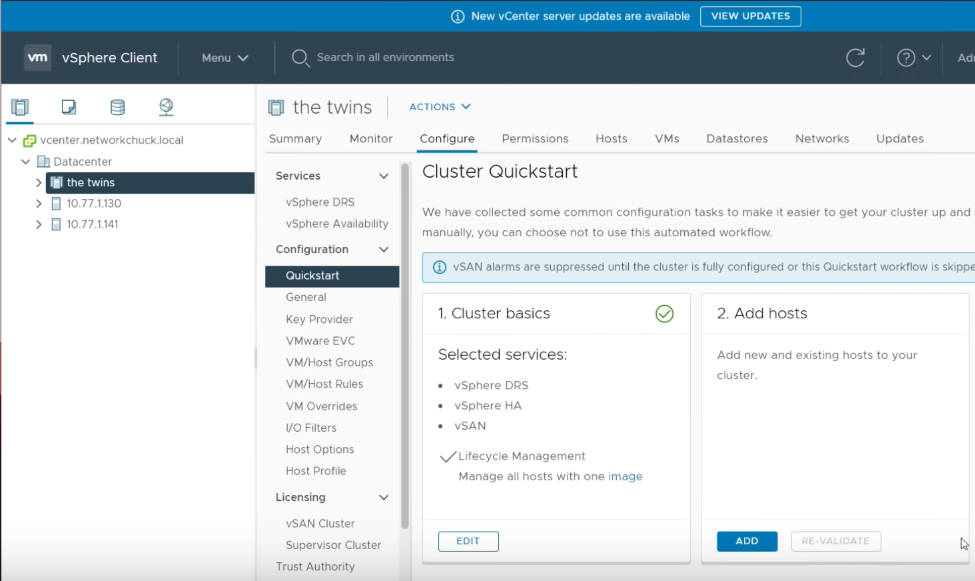 New vCenter server updates are available VIEW UPDATES
vm vSphere Client Menu Search in all environments
the twins ACTIONS
Summary Monitor Configure Permissions Hosts VMs Datastores Networks Updates
vcenter.networkchuck.local
Datacenter
the twins
10.77.1.130
10.77.1.141
Services
vSphere DRS
vSphere Availability
Configuration
Quickstart
General
Key Provider
VMware EVC
VM/Host Groups
VM/Host Rules
VM Overrides
I/O Filters
Host Options
Host Profile
Licensing
vSAN Cluster
Supervisor Cluster
Trust Authority
Cluster Quickstart
We have collected some common configuration tasks to make it easier to get your cluster up and
manually, you can choose not to use this automated workflow.
vSAN alarms are suppressed until the cluster is fully configured or this Quickstart workflow is skippe
1. Cluster basics
Selected services:
• vSphere DRS
• vSphere HA
• vSAN
Lifecycle Management
Manage all hosts with one image
EDIT
2. Add hosts
Add new and existing hosts to your
cluster.
ADD RE-VALIDATE